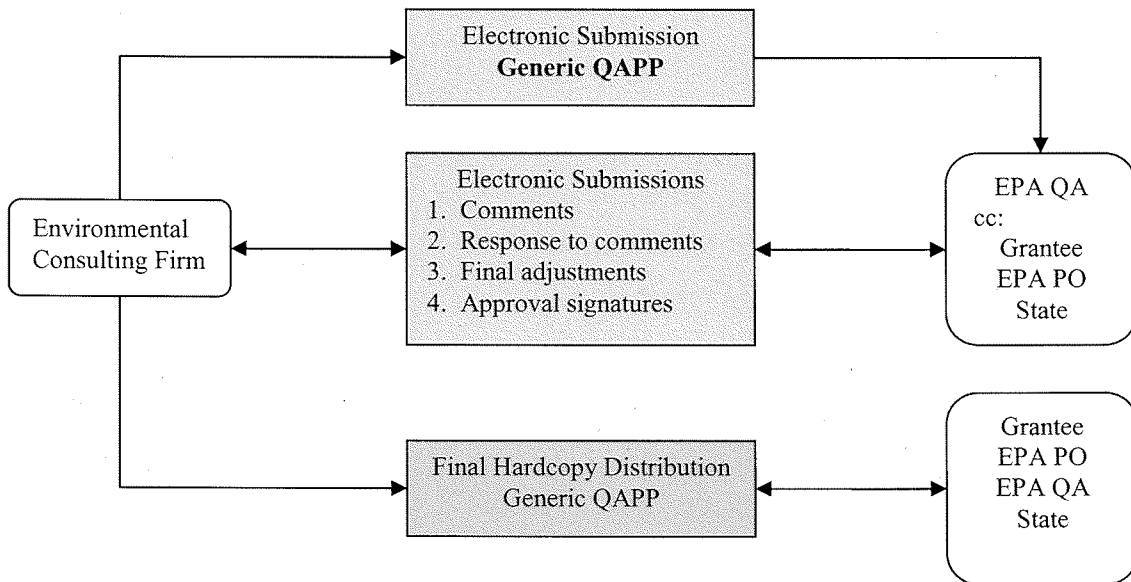 Electronic Submission
Generic QAPP
Environmental
Consulting Firm
Electronic Submissions
1. Comments
2. Response to comments
3. Final adjustments
4. Approval signatures
EPA QA
cc:
Grantee
EPA PO
State
Final Hardcopy Distribution
Generic QAPP
Grantee
EPA PO
EPA QA
State